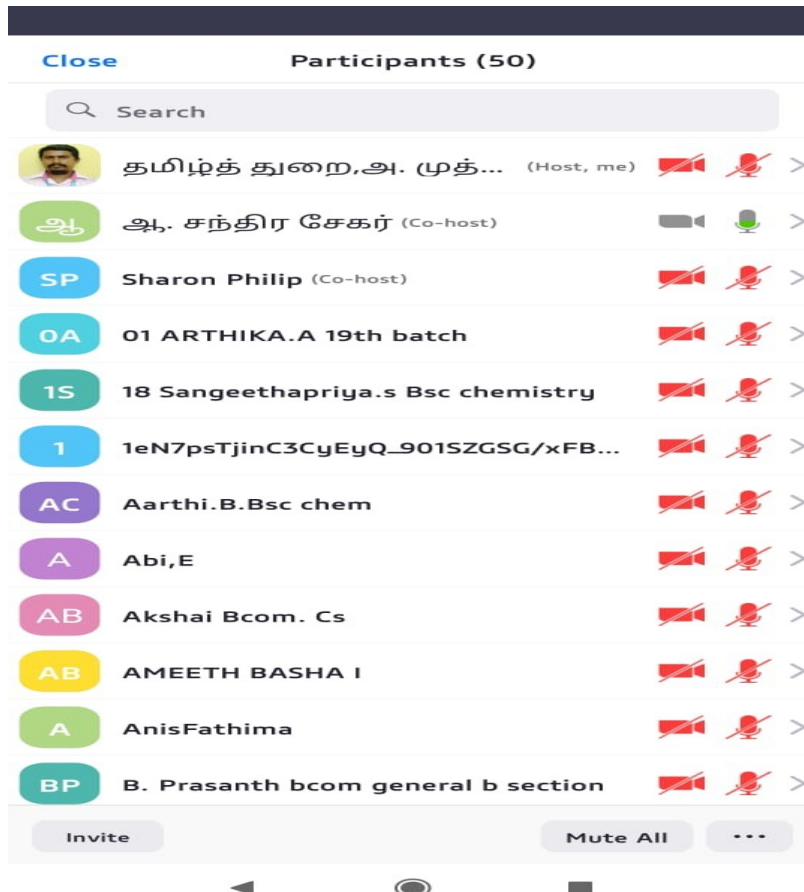 Close Participants (50)
Search
தமிழ்த் துறை,அ. முத்... (Host, me)
ஆ ஆ. சந்திர சேகர் (Co-host)
SP Sharon Philip (Co-host)
0A 01 ARTHIKA.A 19th batch
1S 18 Sangeethapriya.s Bsc chemistry
1 1eN7psTjinC3CyEyQ_901SZGSG/xFB...
AC Aarthi.B.Bsc chem
A Abi,E
AB Akshai Bcom. Cs
AB AMEETH BASHA I
A AnisFathima
BP B. Prasanth bcom general b section
Invite Mute All ...